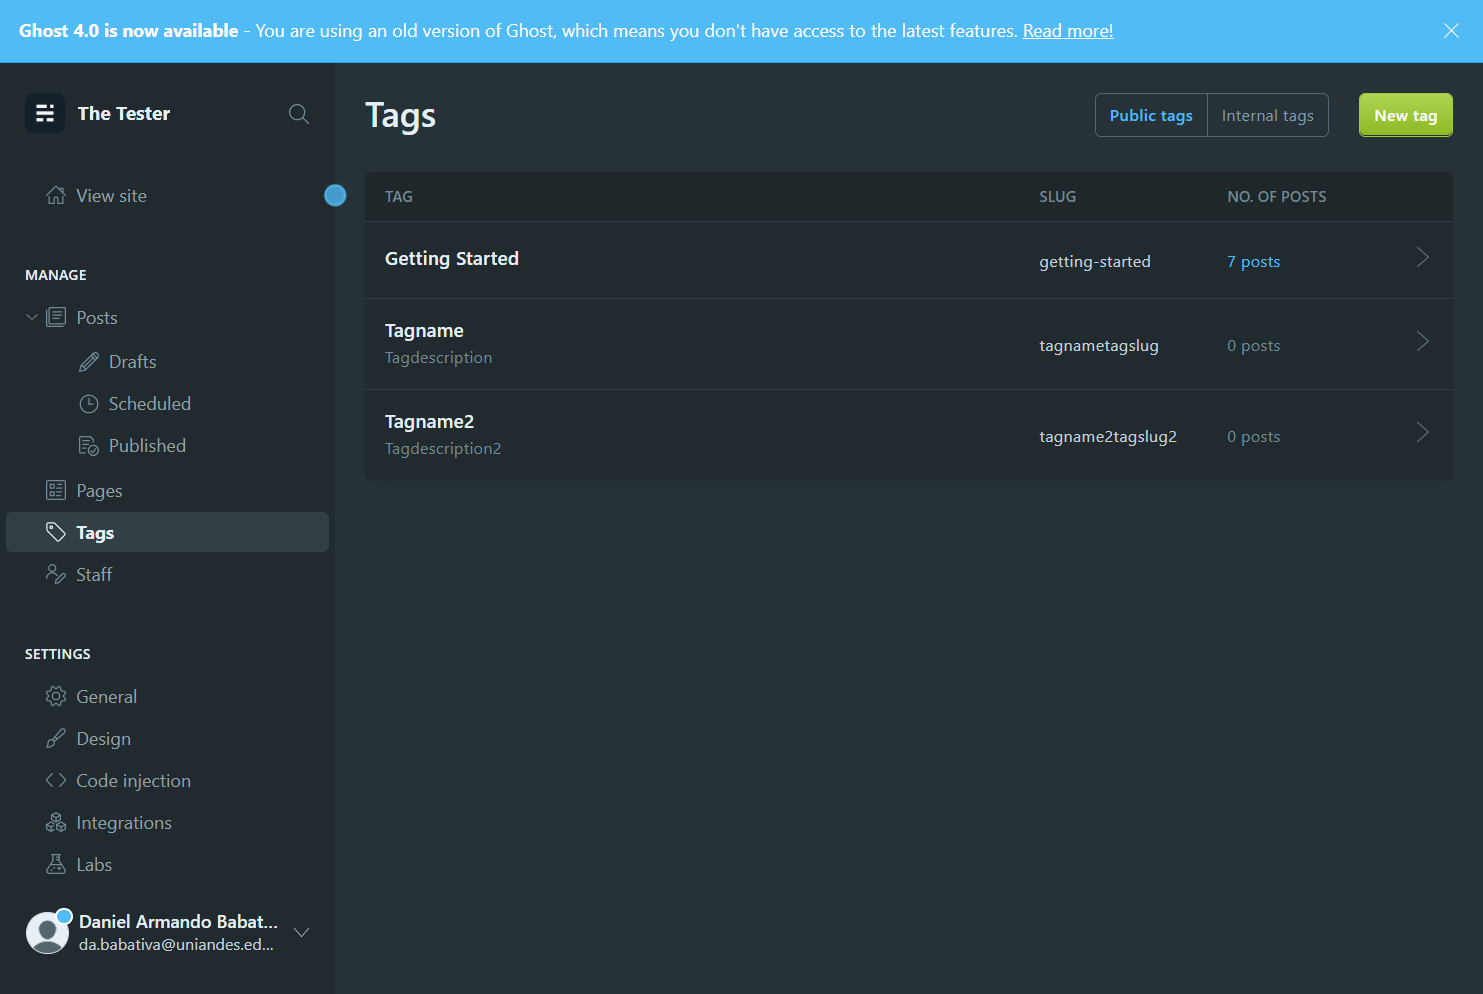 Ghost 4.0 is now available - You are using an old version of Ghost, which means you don't have access to the latest features. Read more!
The Tester
View site
MANAGE
Posts
Drafts
Scheduled
Published
Pages
Tags
Staff
SETTINGS
General
Design
Code injection
Integrations
Labs
Daniel Armando Babat...
da.babativa@uniandes.ed...
Tags
Public tags Internal tags New tag
TAG SLUG NO. OF POSTS
Getting Started getting-started 7 posts
Tagname tagnametagslug 0 posts
Tagdescription
Tagname2 tagname2tagslug2 0 posts
Tagdescription2